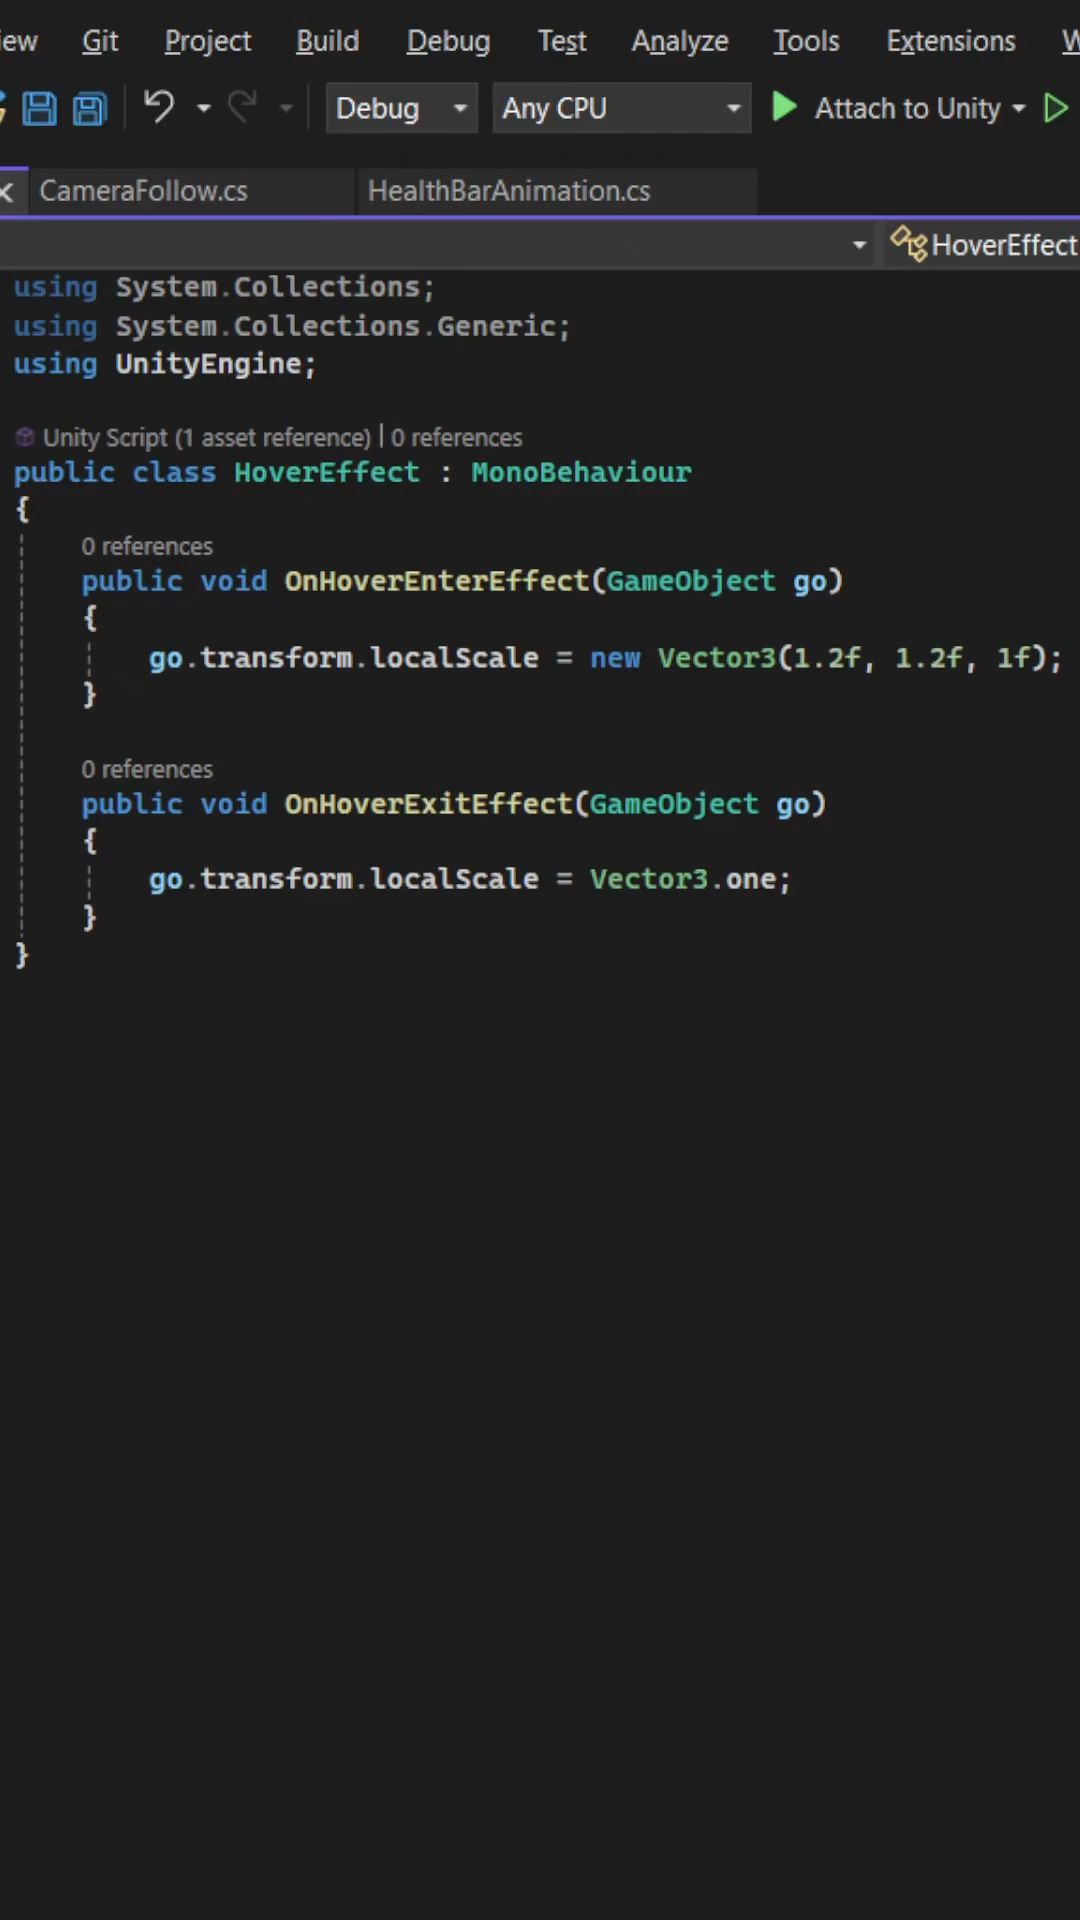 iew Git Project Build Debug Test Analyze Tools Extensions W
Debug Any CPU Attach to Unity
CameraFollow.cs HealthBarAnimation.cs
HoverEffect
using System.Collections;
using System.Collections.Generic;
using UnityEngine;
Unity Script (1 asset reference) | 0 references
public class HoverEffect : MonoBehaviour
{
0 references
public void OnHoverEnterEffect(GameObject go)
{
go.transform.localScale = new Vector3(1.2f, 1.2f, 1f);
}
0 references
public void OnHoverExitEffect(GameObject go)
{
go.transform.localScale = Vector3.one;
}
}